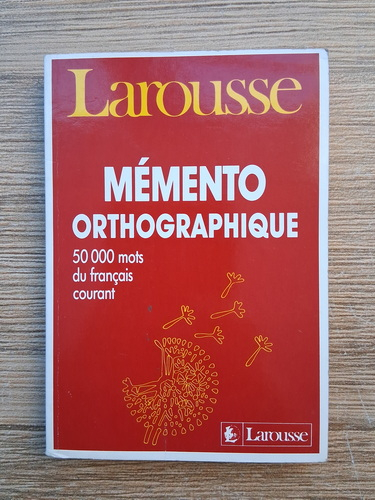 Larousse
MÉMENTO
ORTHOGRAPHIQUE
50 000 mots
du français
courant
Larousse